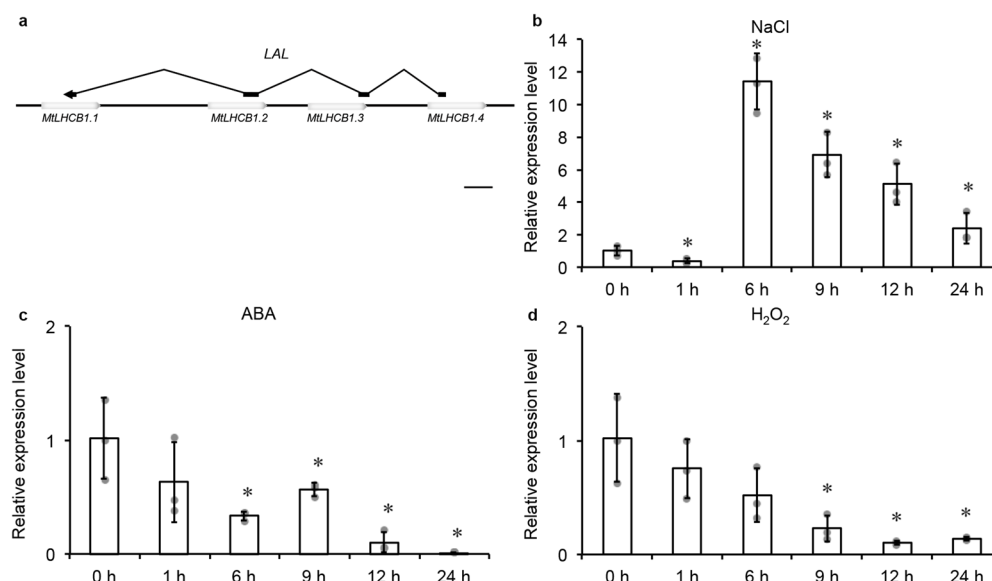 a
LAL
MtLHCB1.1 MtLHCB1.2 MtLHCB1.3 MtLHCB1.4
b
NaCl
Relative expression level
14
12
10
8
6
4
2
0
* * * * *
0 h 1 h 6 h 9 h 12 h 24 h
c
ABA
Relative expression level
2
1
0
* * * *
0 h 1 h 6 h 9 h 12 h 24 h
d
H₂O₂
Relative expression level
2
1
0
* * *
0 h 1 h 6 h 9 h 12 h 24 h